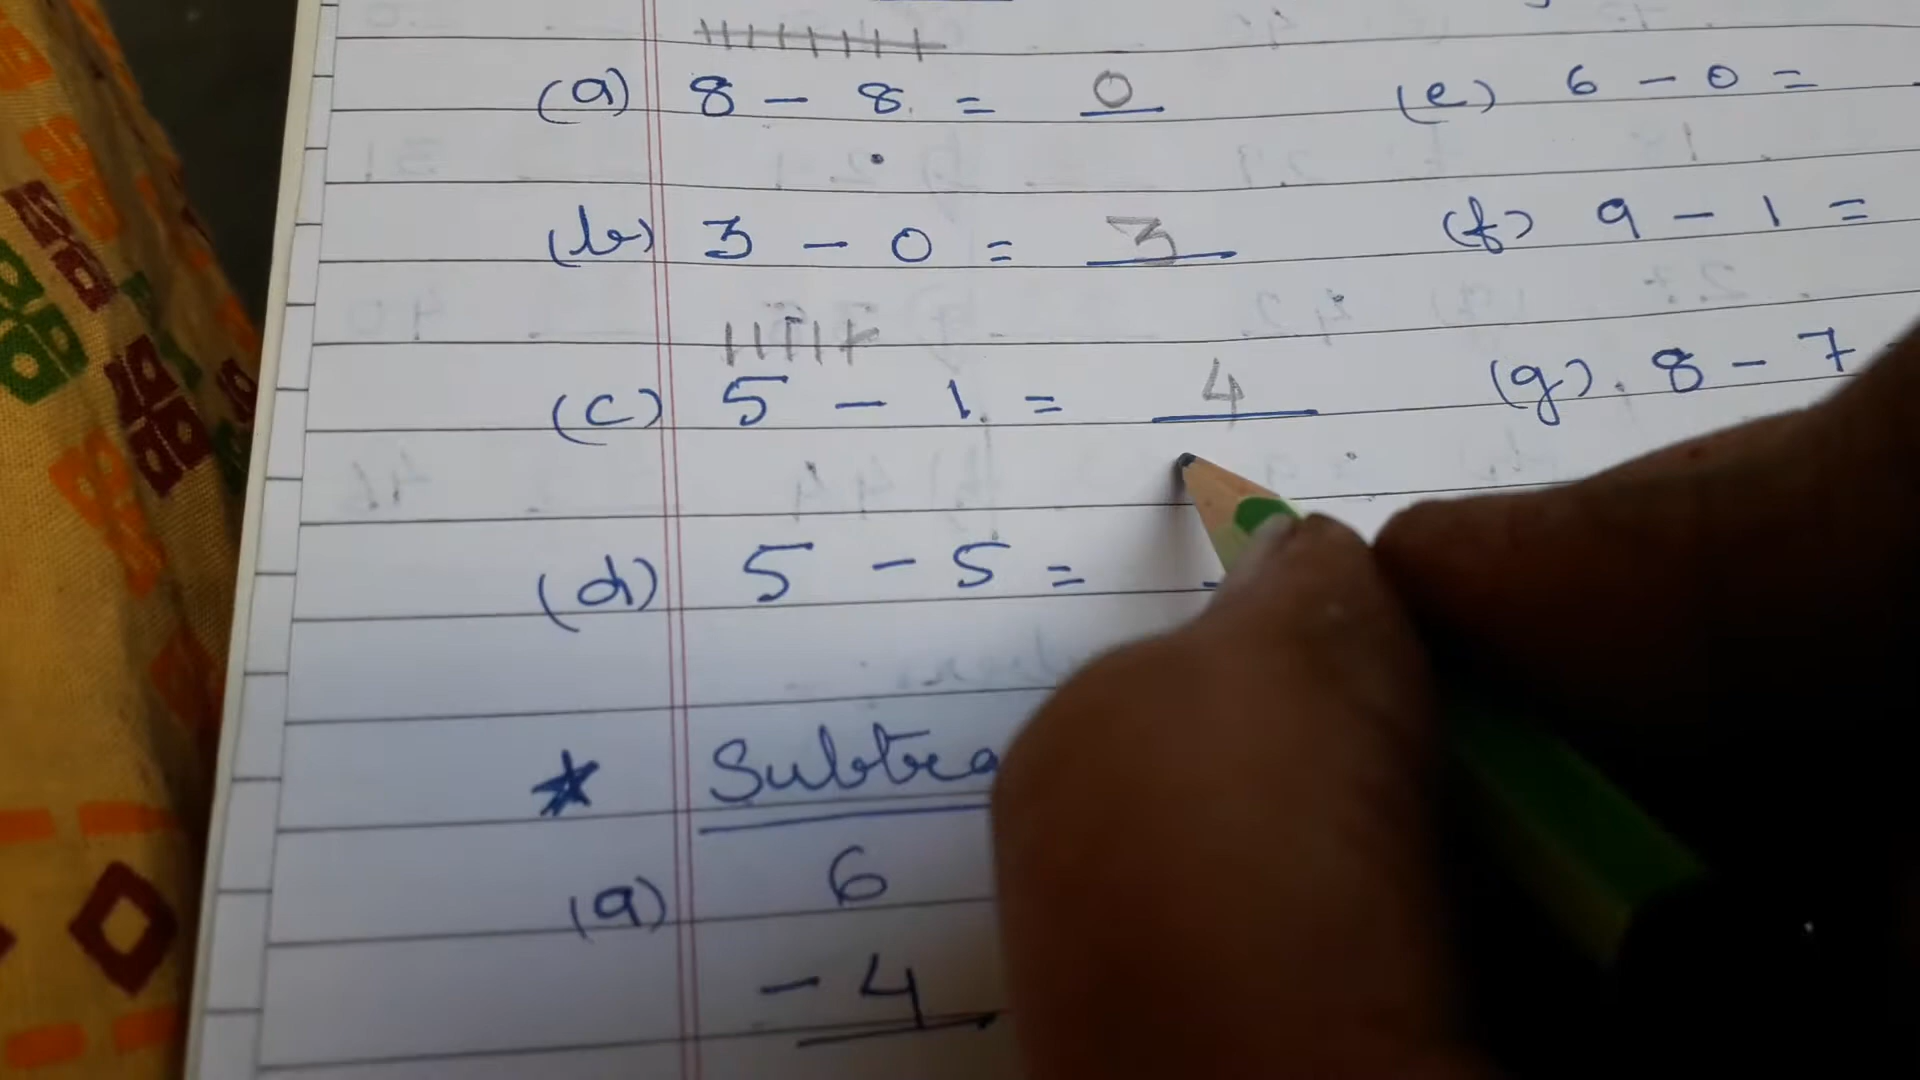 (a) 8 - 8 = 0
(b) 3 - 0 = 3
(c) 5 - 1. = 4
(d) 5 - 5 =
(e) 6 - 0 =
(f) 9 - 1 =
(g). 8 - 7
* Subtra
(a) 6
- 4